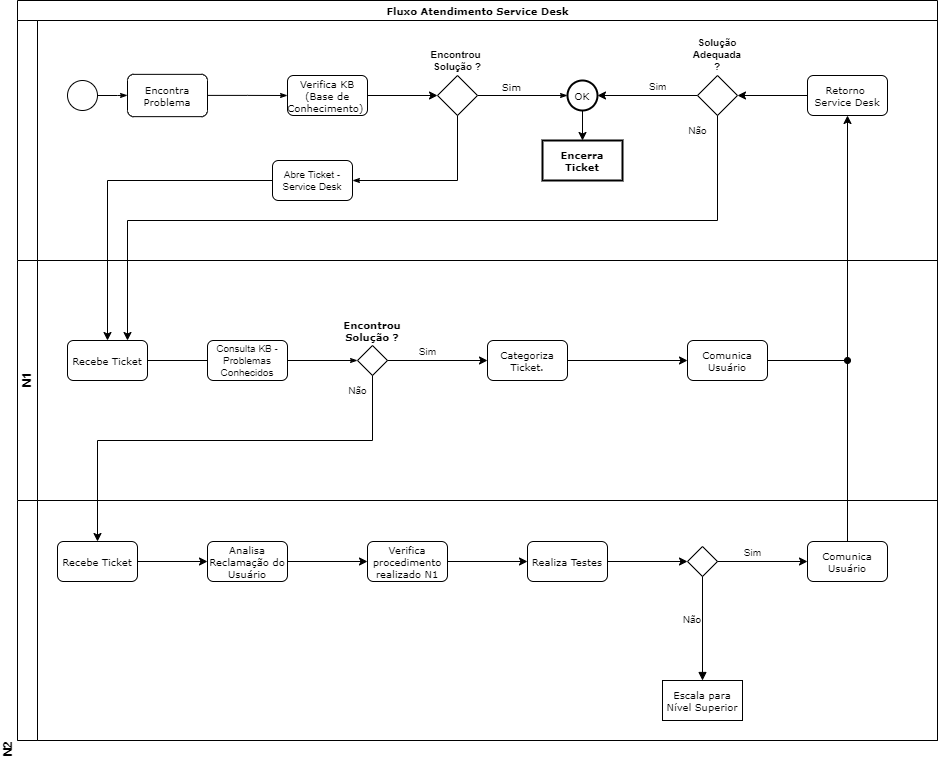 Fluxo Atendimento Service Desk
Encontra
Problema
Verifica KB
(Base de
Conhecimento)
Encontrou
Solução ?
Sim
OK
Sim
Solução
Adequada
?
Retorno
Service Desk
Não
Encerra
Ticket
Abre Ticket -
Service Desk
N1
Recebe Ticket
Consulta KB -
Problemas
Conhecidos
Encontrou
Solução ?
Sim
Não
Categoriza
Ticket.
Comunica
Usuário
Recebe Ticket
Analisa
Reclamação do
Usuário
Verifica
procedimento
realizado N1
Realiza Testes
Sim
Comunica
Usuário
Não
Escala para
Nível Superior
N2